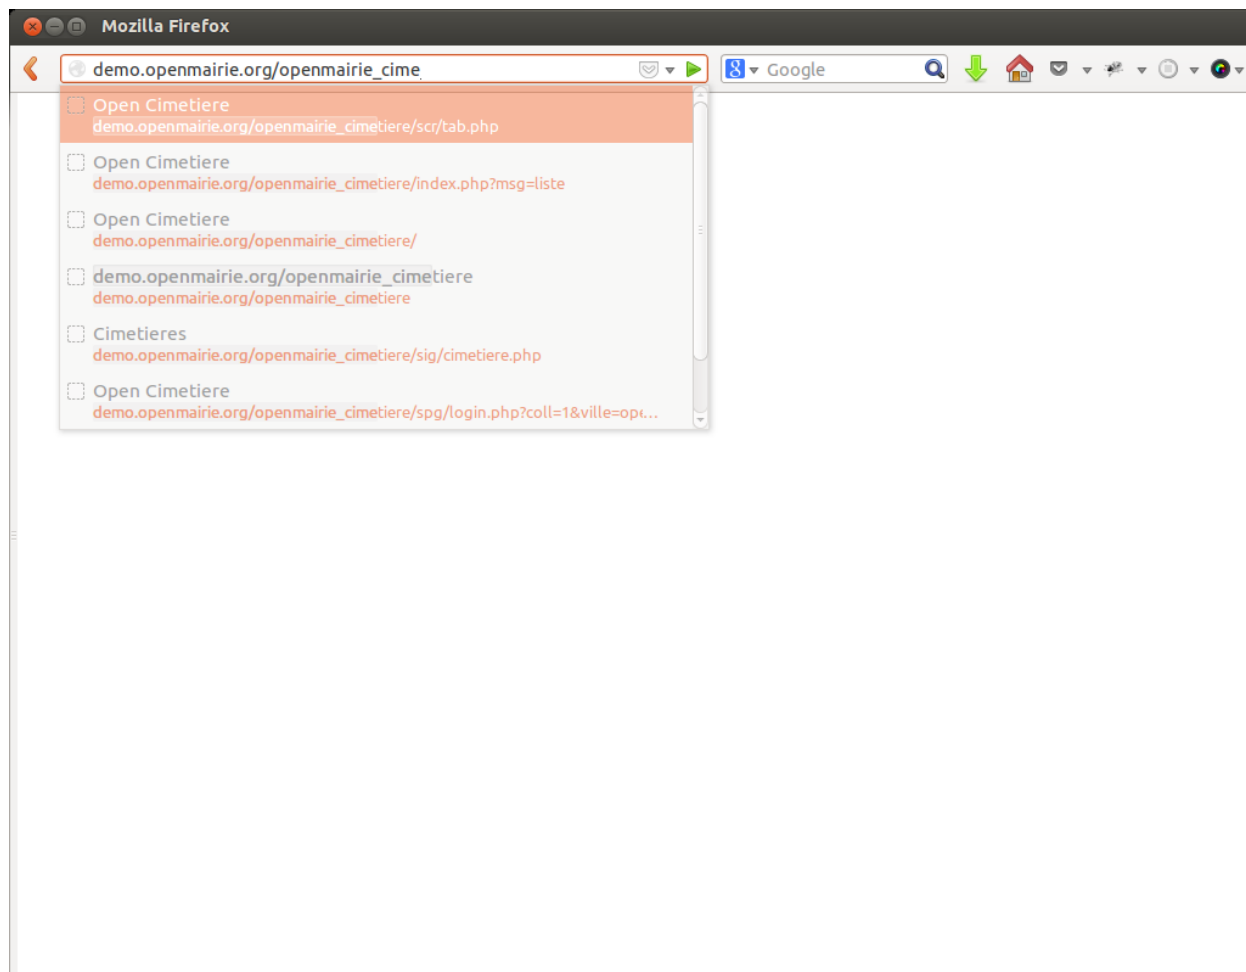 Mozilla Firefox
demo.openmairie.org/openmairie_cime
Google
Open Cimetiere
demo.openmairie.org/openmairie_cimetiere/scr/tab.php
Open Cimetiere
demo.openmairie.org/openmairie_cimetiere/index.php?msg=liste
Open Cimetiere
demo.openmairie.org/openmairie_cimetiere/
demo.openmairie.org/openmairie_cimetiere
demo.openmairie.org/openmairie_cimetiere
Cimetieres
demo.openmairie.org/openmairie_cimetiere/sig/cimetiere.php
Open Cimetiere
demo.openmairie.org/openmairie_cimetiere/spg/login.php?coll=1&ville=ope...